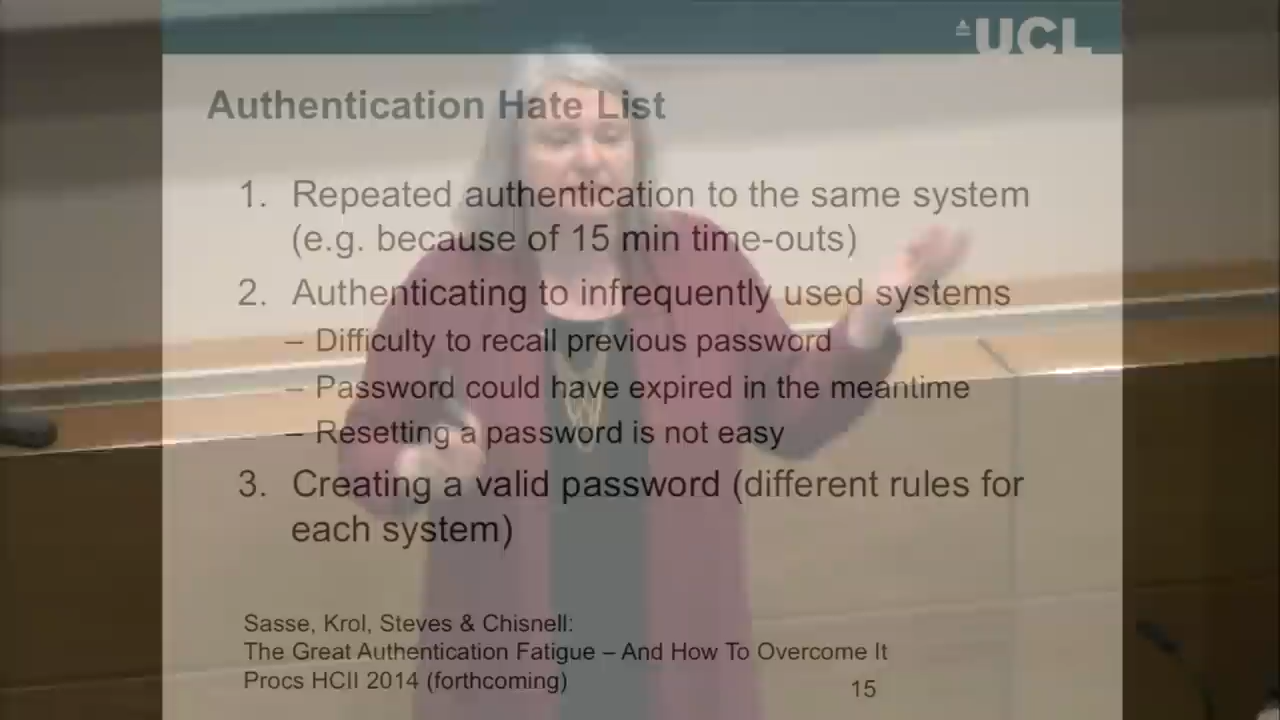 UCL
Authentication Hate List
1. Repeated authentication to the same system
(e.g. because of 15 min time-outs)
2. Authenticating to infrequently used systems
– Difficulty to recall previous password
– Password could have expired in the meantime
– Resetting a password is not easy
3. Creating a valid password (different rules for
each system)
Sasse, Krol, Steves & Chisnell:
The Great Authentication Fatigue – And How To Overcome It
Procs HCII 2014 (forthcoming)
15